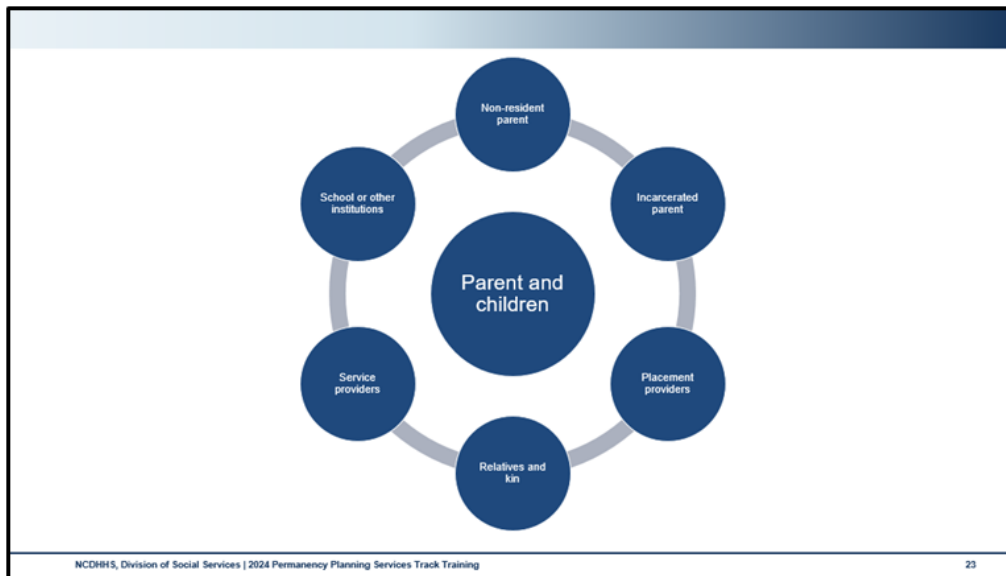 Non-resident
parent
School or other
institutions
Incarcerated
parent
Parent and
children
Service
providers
Placement
providers
Relatives and
kin
NCDHHS, Division of Social Services | 2024 Permanency Planning Services Track Training
23